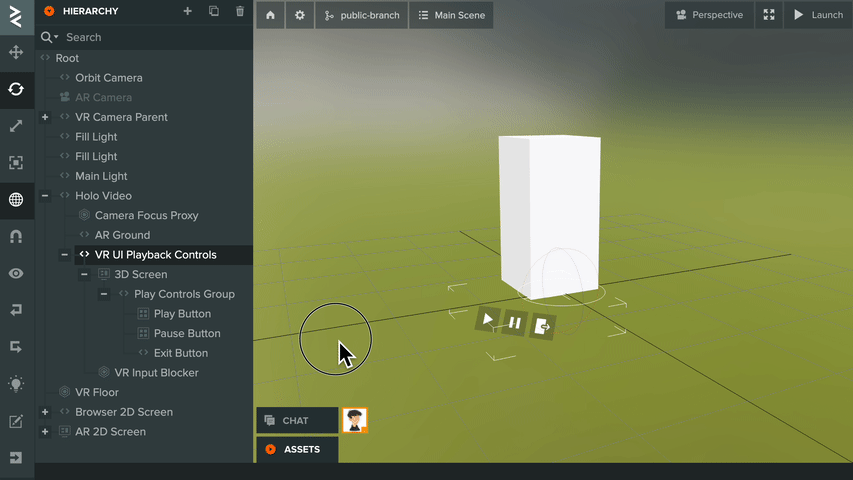 HIERARCHY
public-branch
Main Scene
Perspective
Launch
Search
Root
Orbit Camera
AR Camera
VR Camera Parent
Fill Light
Fill Light
Main Light
Holo Video
Camera Focus Proxy
AR Ground
VR UI Playback Controls
3D Screen
Play Controls Group
Play Button
Pause Button
Exit Button
VR Input Blocker
VR Floor
Browser 2D Screen
AR 2D Screen
CHAT
ASSETS